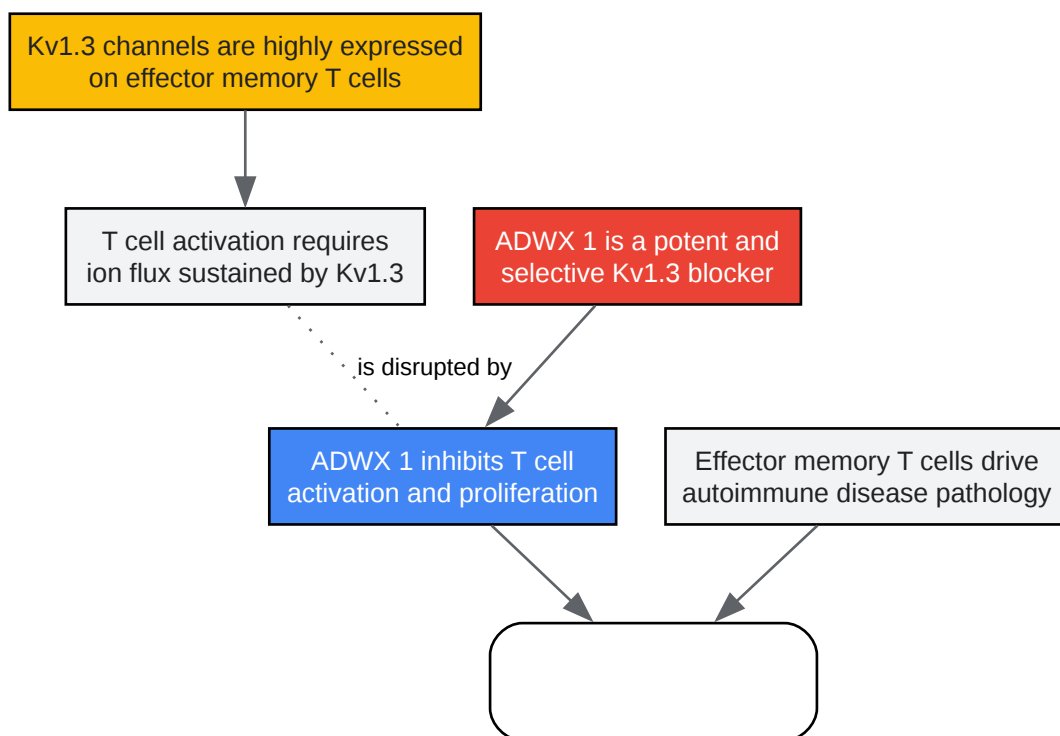 Kv1.3 channels are highly expressed
on effector memory T cells
T cell activation requires
ion flux sustained by Kv1.3
ADWX 1 is a potent and
selective Kv1.3 blocker
is disrupted by
ADWX 1 inhibits T cell
activation and proliferation
Effector memory T cells drive
autoimmune disease pathology